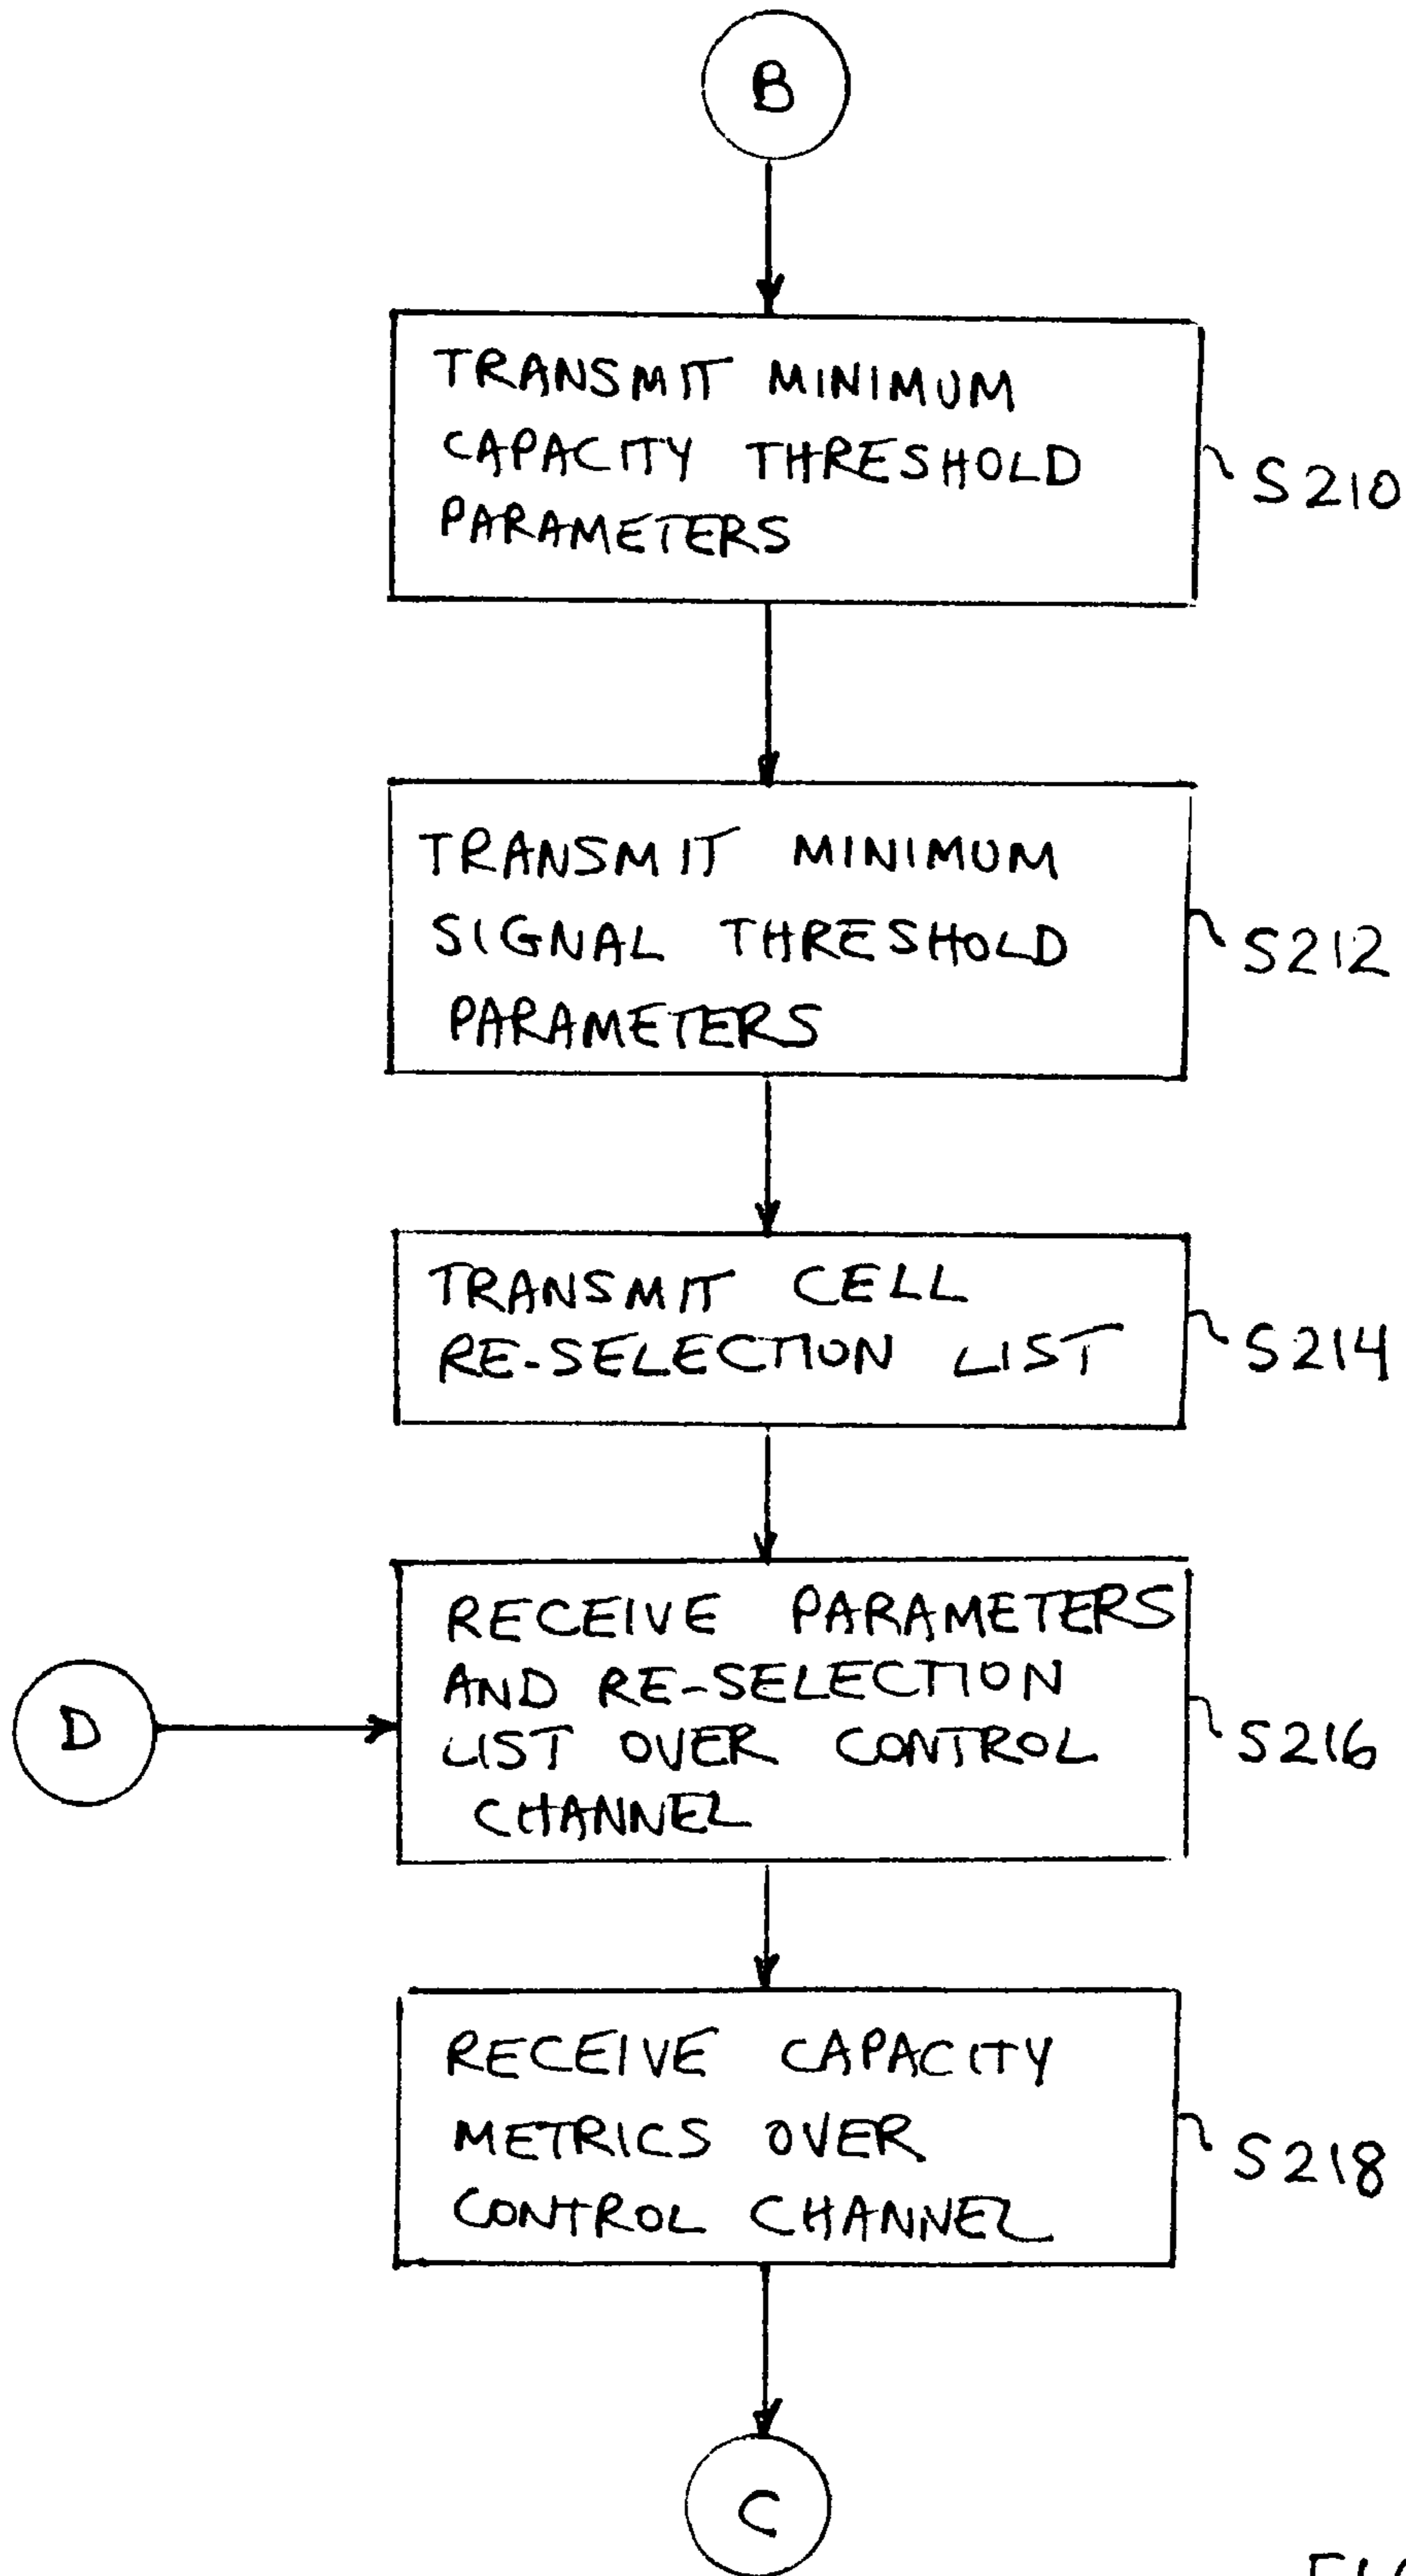 B
TRANSMIT MINIMUM
CAPACITY THRESHOLD
PARAMETERS
S210
TRANSMIT MINIMUM
SIGNAL THRESHOLD
PARAMETERS
S212
TRANSMIT CELL
RE-SELECTION LIST
S214
D
RECEIVE PARAMETERS
AND RE-SELECTION
LIST OVER CONTROL
CHANNEL
S216
RECEIVE CAPACITY
METRICS OVER
CONTROL CHANNEL
S218
C